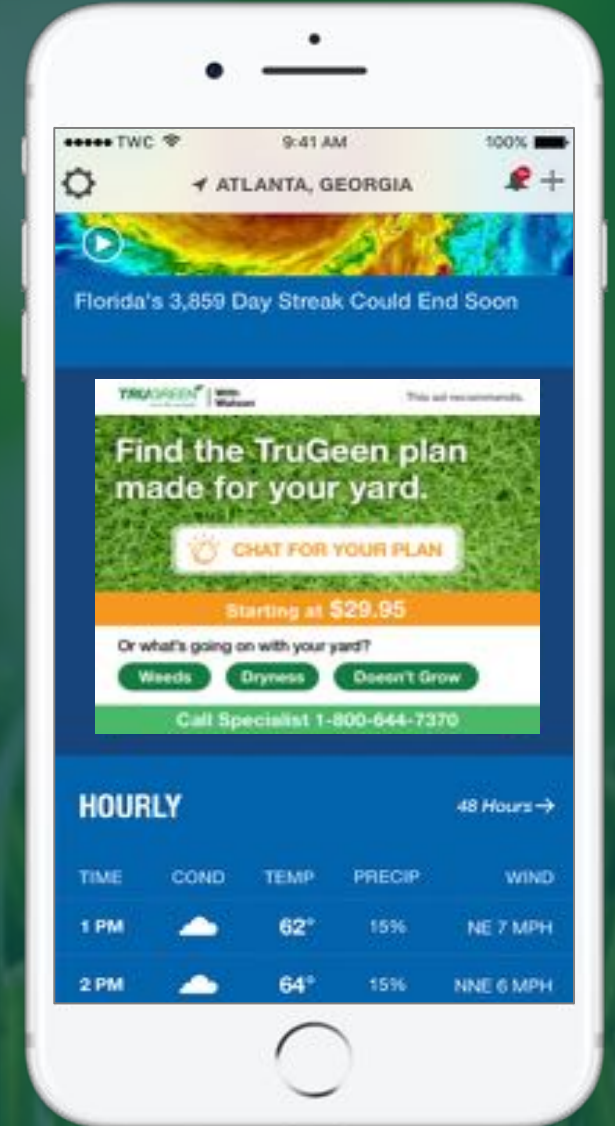 TWC 9:41 AM 100%
ATLANTA, GEORGIA
Florida's 3,859 Day Streak Could End Soon
TRUGREEN | With Watson This ad recommends.
Find the TruGeen plan
made for your yard.
CHAT FOR YOUR PLAN
Starting at $29.95
Or what's going on with your yard?
Weeds Dryness Doesn't Grow
Call Specialist 1-800-644-7370
HOURLY 48 Hours →
TIME COND TEMP PRECIP WIND
1 PM 62° 15% NE 7 MPH
2 PM 64° 15% NNE 6 MPH